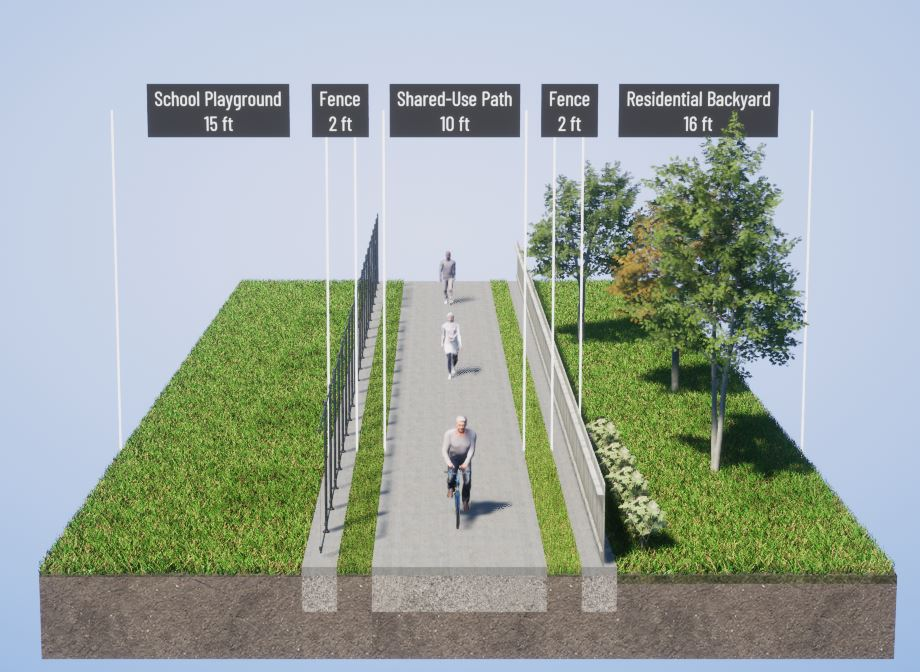 School Playground
15 ft
Fence
2 ft
Shared-Use Path
10 ft
Fence
2 ft
Residential Backyard
16 ft